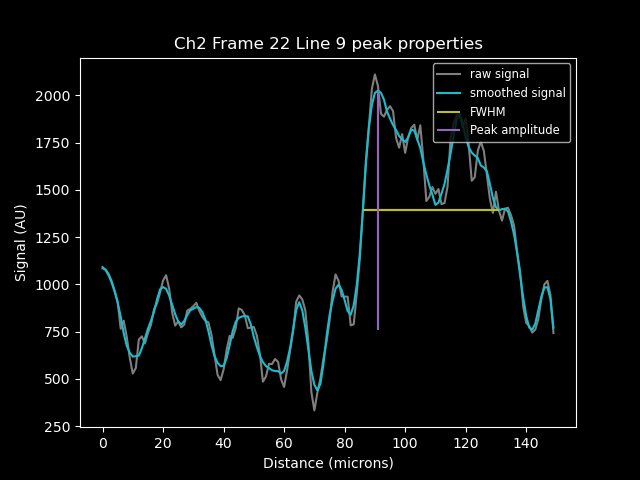 Ch2 Frame 22 Line 9 peak properties
raw signal
smoothed signal
FWHM
Peak amplitude
Signal (AU)
2000
1750
1500
1250
1000
750
500
250
0 20 40 60 80 100 120 140
Distance (microns)